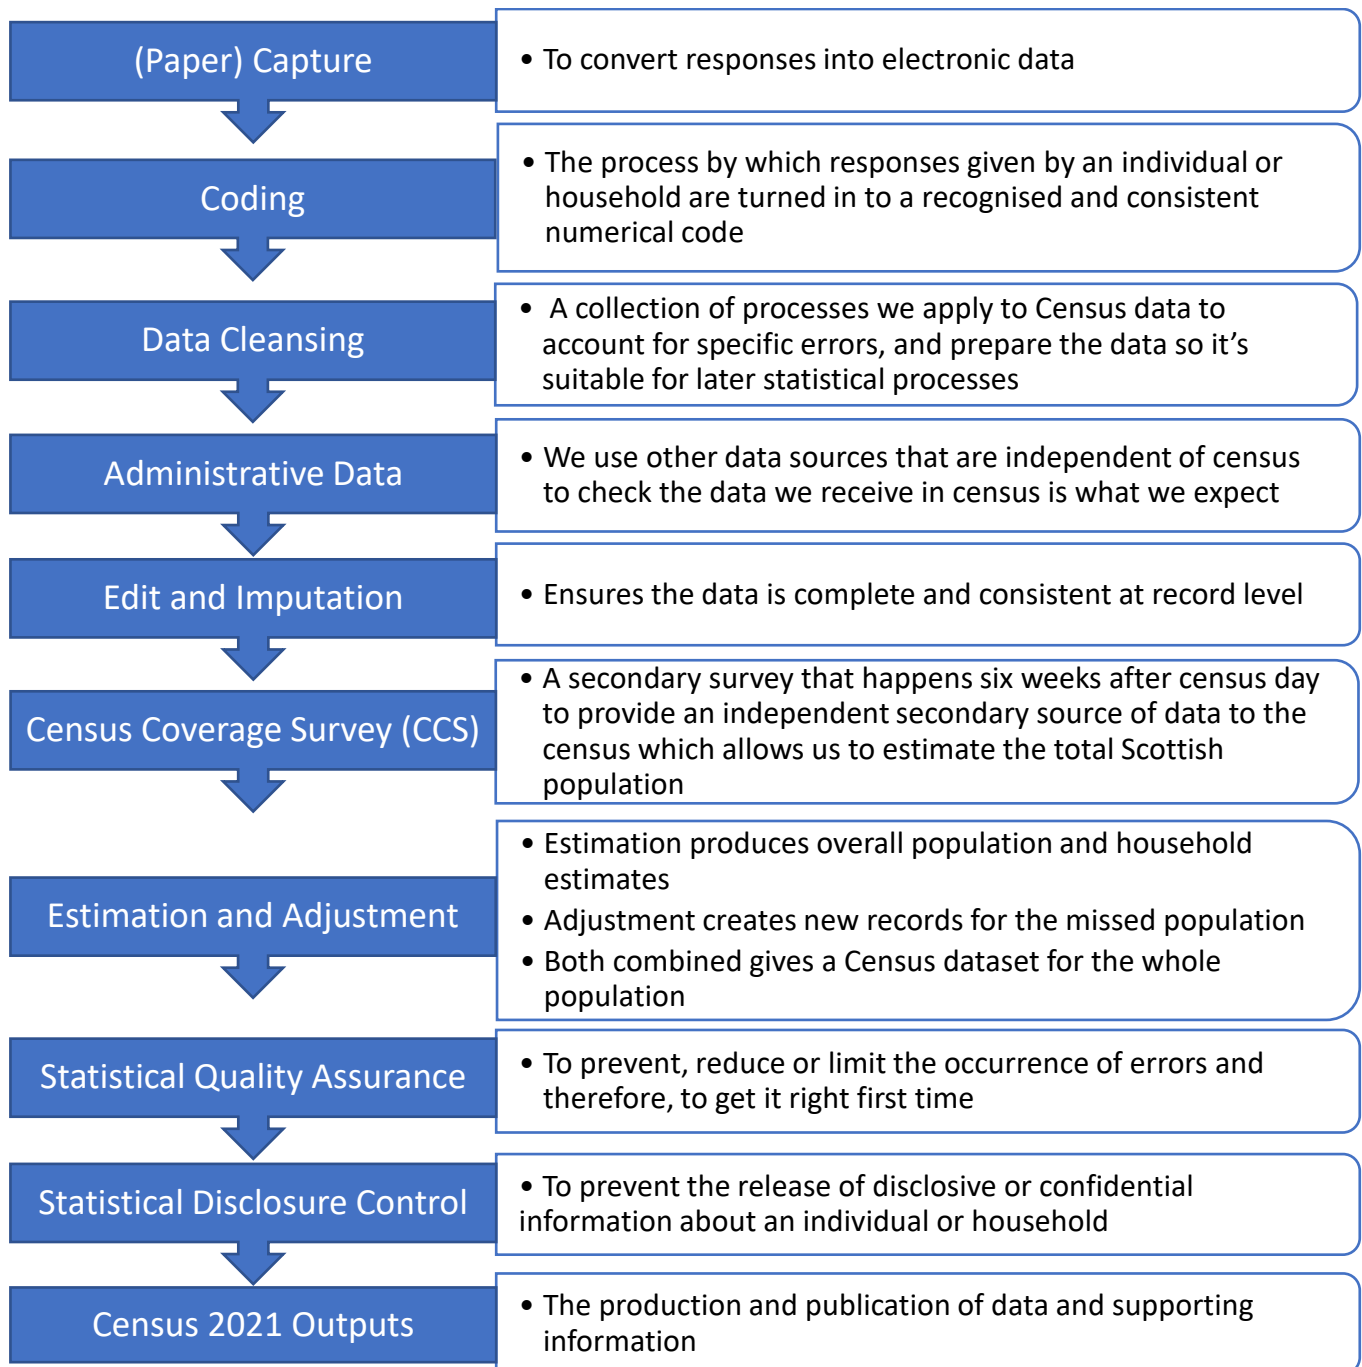 (Paper) Capture
• To convert responses into electronic data
Coding
• The process by which responses given by an individual or
household are turned in to a recognised and consistent
numerical code
Data Cleansing
• A collection of processes we apply to Census data to
account for specific errors, and prepare the data so it’s
suitable for later statistical processes
Administrative Data
• We use other data sources that are independent of census
to check the data we receive in census is what we expect
Edit and Imputation
• Ensures the data is complete and consistent at record level
Census Coverage Survey (CCS)
• A secondary survey that happens six weeks after census day
to provide an independent secondary source of data to the
census which allows us to estimate the total Scottish
population
Estimation and Adjustment
• Estimation produces overall population and household
estimates
• Adjustment creates new records for the missed population
• Both combined gives a Census dataset for the whole
population
Statistical Quality Assurance
• To prevent, reduce or limit the occurrence of errors and
therefore, to get it right first time
Statistical Disclosure Control
• To prevent the release of disclosive or confidential
information about an individual or household
Census 2021 Outputs
• The production and publication of data and supporting
information